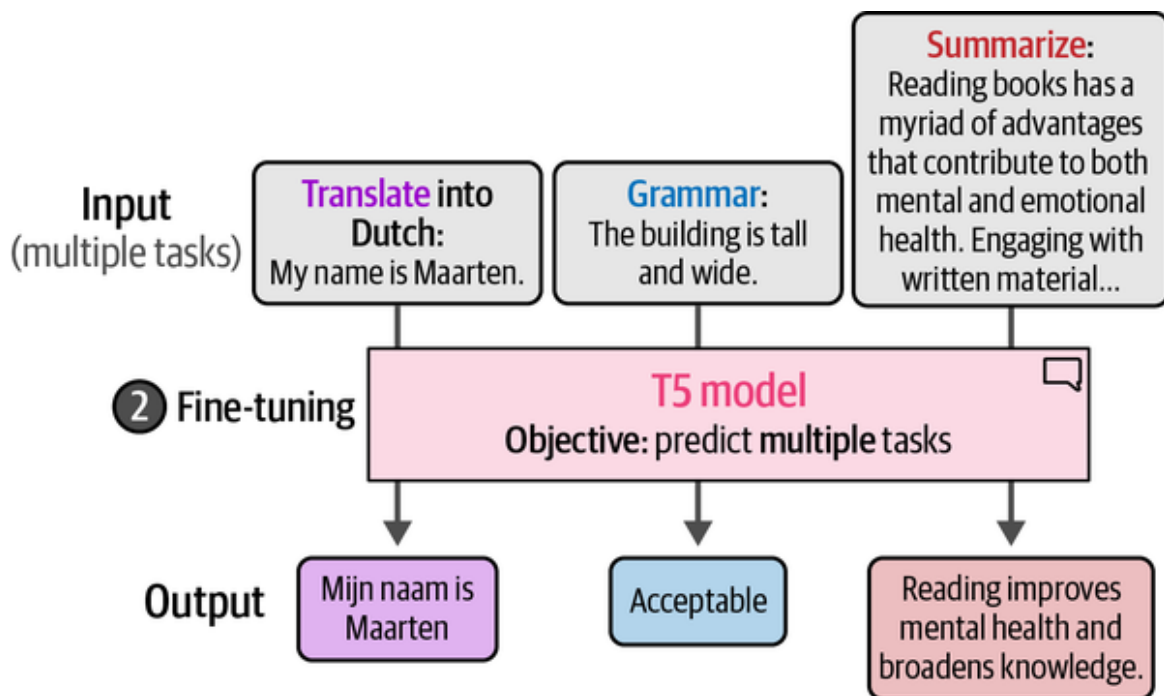 Input
(multiple tasks)
Translate into
Dutch:
My name is Maarten.
Grammar:
The building is tall
and wide.
Summarize:
Reading books has a
myriad of advantages
that contribute to both
mental and emotional
health. Engaging with
written material...
2 Fine-tuning
T5 model
Objective: predict multiple tasks
Output
Mijn naam is
Maarten
Acceptable
Reading improves
mental health and
broadens knowledge.